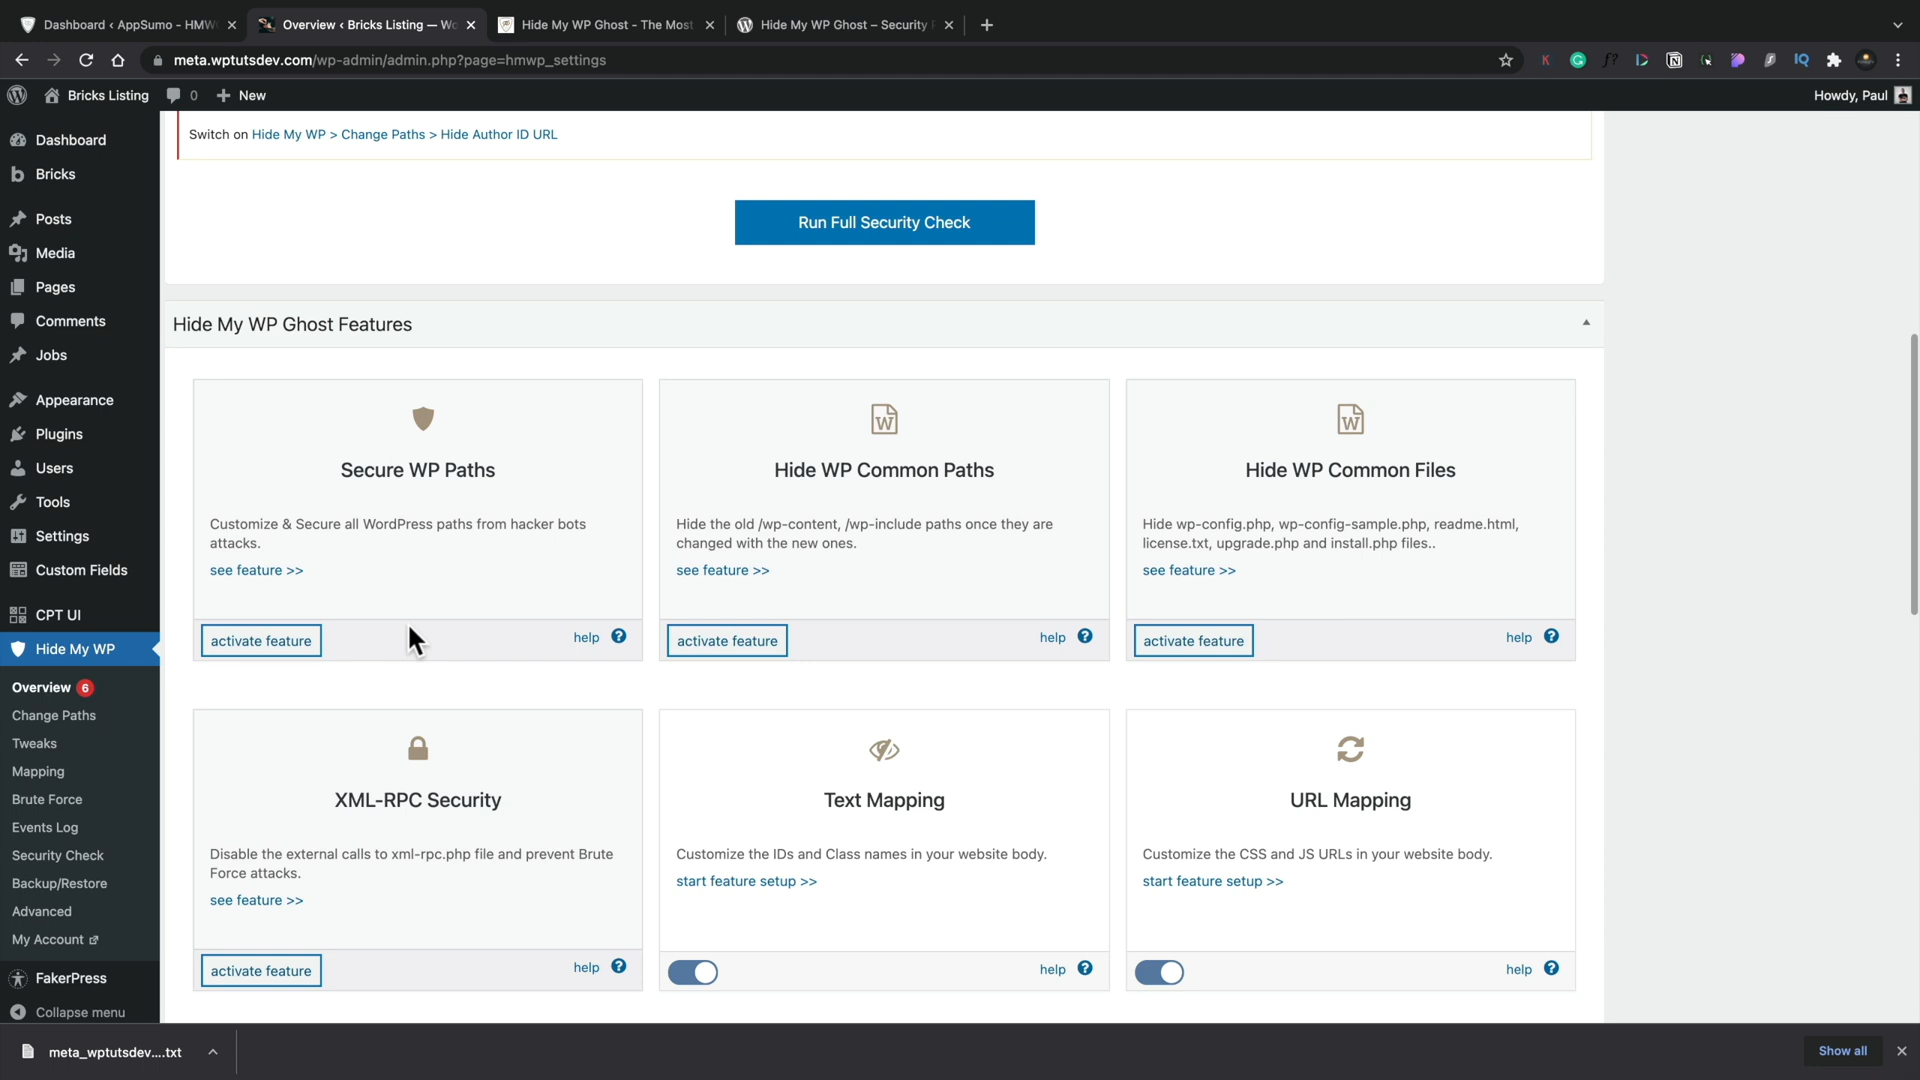 Dashboard ‹ AppSumo - HMW
Overview ‹ Bricks Listing — Wo
Hide My WP Ghost - The Most
Hide My WP Ghost – Security P
meta.wptutsdev.com/wp-admin/admin.php?page=hmwp_settings
Bricks Listing
0
New
Howdy, Paul
Dashboard
Bricks
Posts
Media
Pages
Comments
Jobs
Appearance
Plugins
Users
Tools
Settings
Custom Fields
CPT UI
Hide My WP
Overview 6
Change Paths
Tweaks
Mapping
Brute Force
Events Log
Security Check
Backup/Restore
Advanced
My Account
FakerPress
Collapse menu
Switch on Hide My WP > Change Paths > Hide Author ID URL
Run Full Security Check
Hide My WP Ghost Features
Secure WP Paths
Customize & Secure all WordPress paths from hacker bots
attacks.
see feature >>
activate feature
help
Hide WP Common Paths
Hide the old /wp-content, /wp-include paths once they are
changed with the new ones.
see feature >>
activate feature
help
Hide WP Common Files
Hide wp-config.php, wp-config-sample.php, readme.html,
license.txt, upgrade.php and install.php files..
see feature >>
activate feature
help
XML-RPC Security
Disable the external calls to xml-rpc.php file and prevent Brute
Force attacks.
see feature >>
activate feature
help
Text Mapping
Customize the IDs and Class names in your website body.
start feature setup >>
help
URL Mapping
Customize the CSS and JS URLs in your website body.
start feature setup >>
help
meta_wptutsdev....txt
Show all